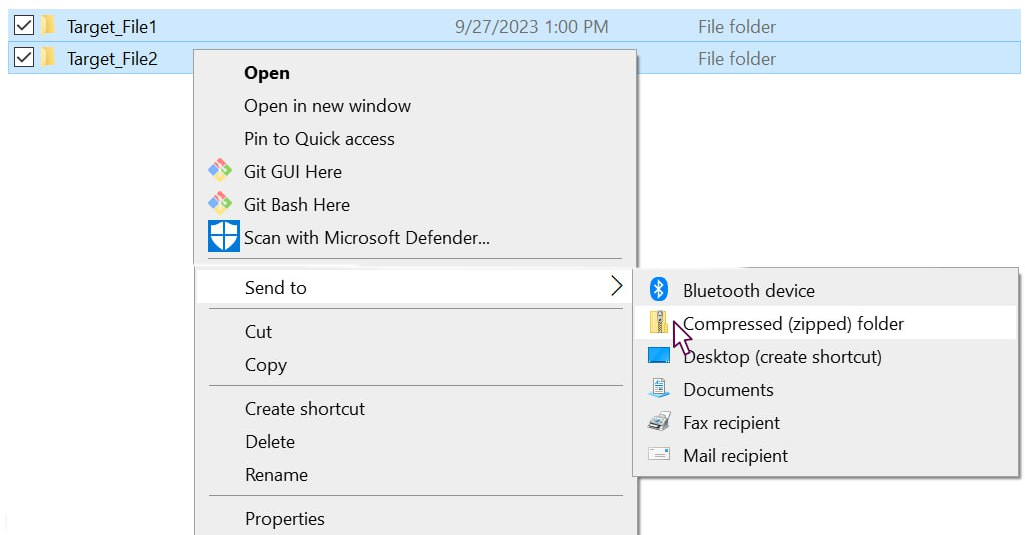 Target_File1 9/27/2023 1:00 PM File folder
Target_File2 File folder
Open
Open in new window
Pin to Quick access
Git GUI Here
Git Bash Here
Scan with Microsoft Defender...
Send to
Bluetooth device
Compressed (zipped) folder
Desktop (create shortcut)
Documents
Fax recipient
Mail recipient
Cut
Copy
Create shortcut
Delete
Rename
Properties